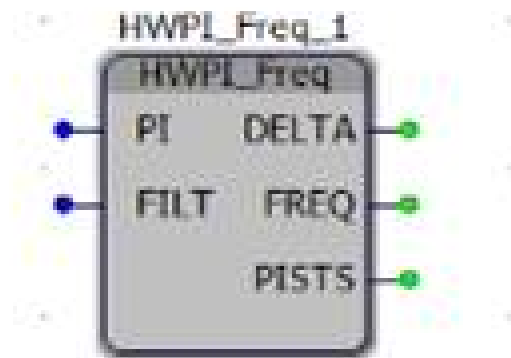 HWPI_Freq_1
HWPI_Freq
PI DELTA
FILT FREQ
PISTS